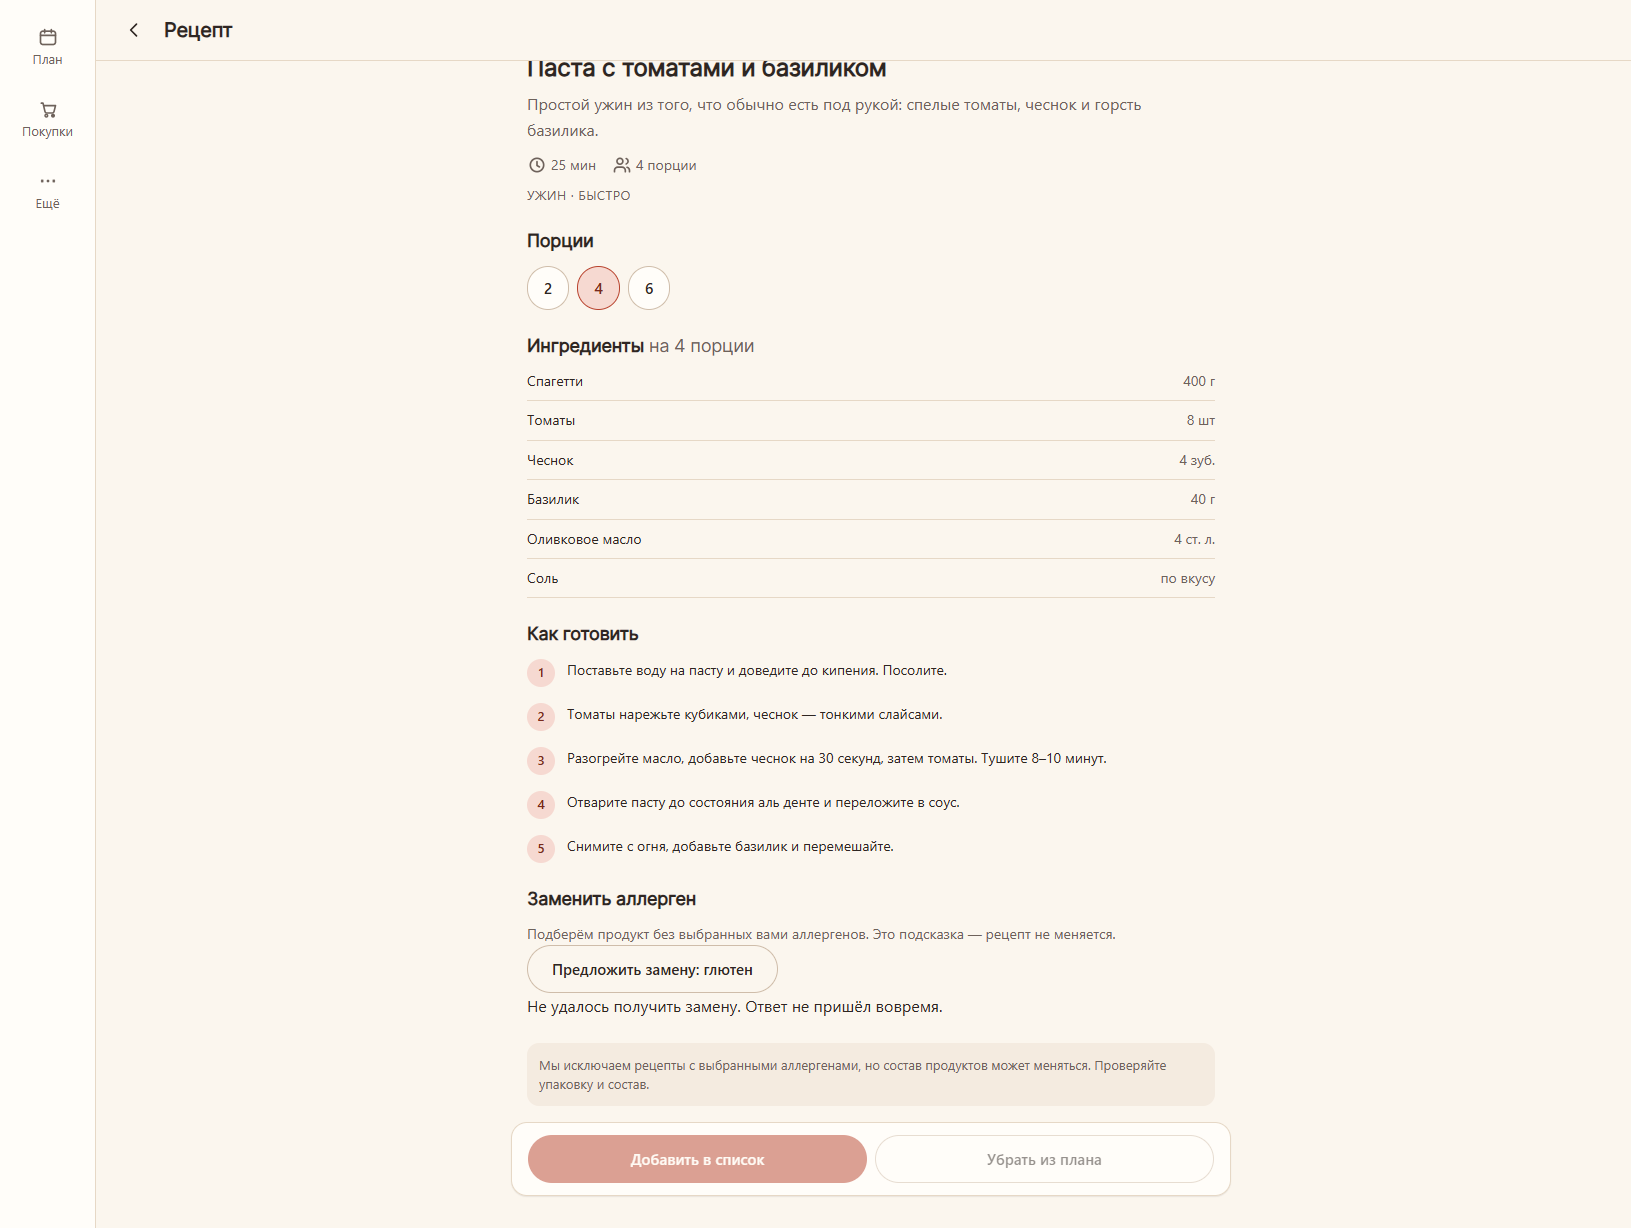 План
Покупки
Ещё
Рецепт
Паста с томатами и базиликом
Простой ужин из того, что обычно есть под рукой: спелые томаты, чеснок и горсть
базилика.
25 мин 4 порции
УЖИН · БЫСТРО
Порции
2 4 6
Ингредиенты на 4 порции
Спагетти 400 г
Томаты 8 шт
Чеснок 4 зуб.
Базилик 40 г
Оливковое масло 4 ст. л.
Соль по вкусу
Как готовить
1 Поставьте воду на пасту и доведите до кипения. Посолите.
2 Томаты нарежьте кубиками, чеснок — тонкими слайсами.
3 Разогрейте масло, добавьте чеснок на 30 секунд, затем томаты. Тушите 8–10 минут.
4 Отварите пасту до состояния аль денте и переложите в соус.
5 Снимите с огня, добавьте базилик и перемешайте.
Заменить аллерген
Подберём продукт без выбранных вами аллергенов. Это подсказка — рецепт не меняется.
Предложить замену: глютен
Не удалось получить замену. Ответ не пришёл вовремя.
Мы исключаем рецепты с выбранными аллергенами, но состав продуктов может меняться. Проверяйте
упаковку и состав.
Добавить в список Убрать из плана